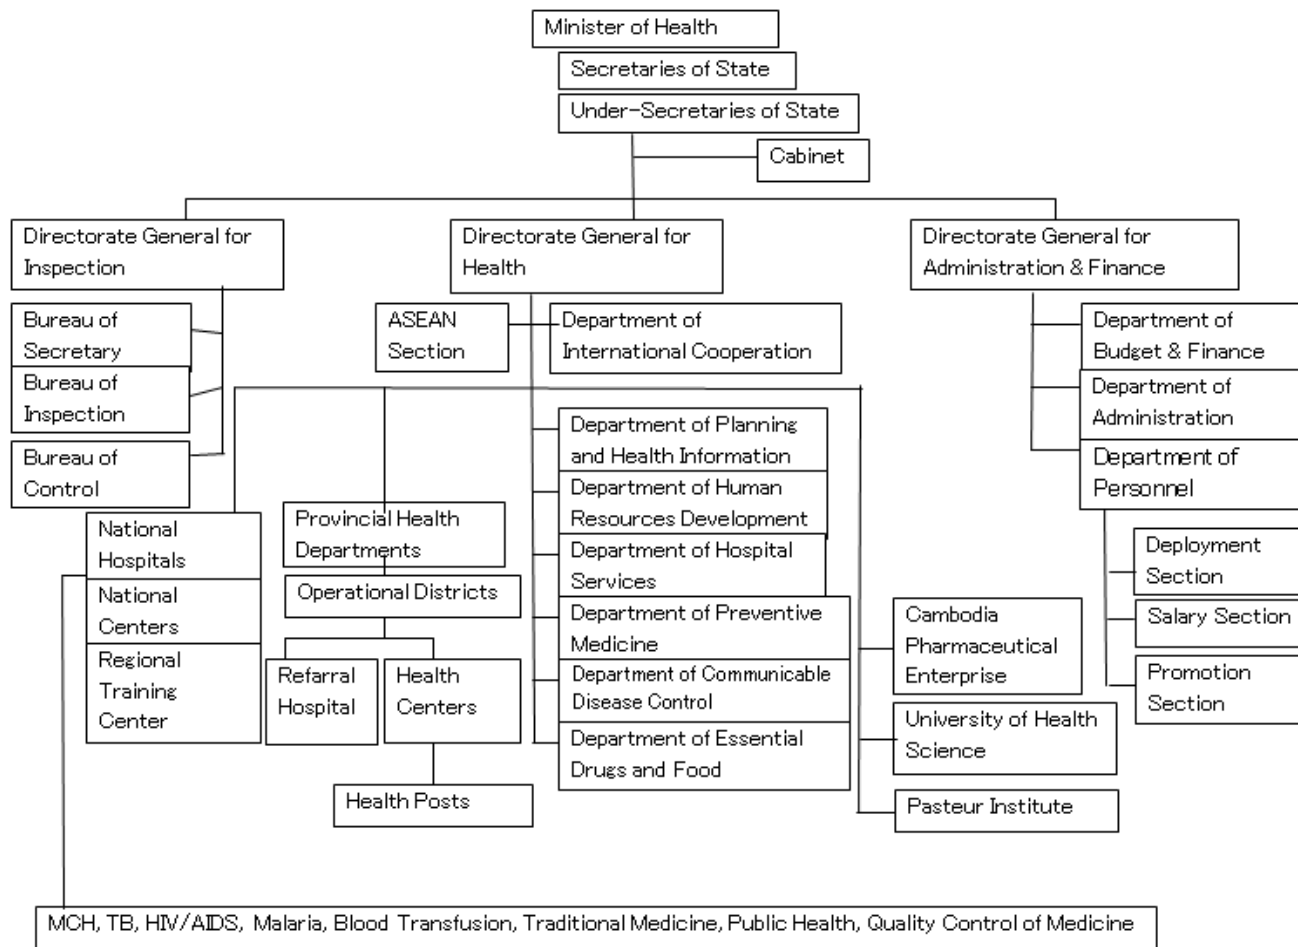 Minister of Health
Secretaries of State
Under-Secretaries of State
Cabinet
Directorate General for
Inspection
Directorate General for
Health
Directorate General for
Administration & Finance
Bureau of
Secretary
Bureau of
Inspection
Bureau of
Control
ASEAN
Section
Department of
International Cooperation
Department of
Budget & Finance
Department of
Administration
Department of
Personnel
Deployment
Section
Salary Section
Promotion
Section
Department of Planning
and Health Information
Department of Human
Resources Development
Department of Hospital
Services
Department of Preventive
Medicine
Department of Communicable
Disease Control
Department of Essential
Drugs and Food
National
Hospitals
National
Centers
Regional
Training
Center
Provincial Health
Departments
Operational Districts
Refarral
Hospital
Health
Centers
Health Posts
Cambodia
Pharmaceutical
Enterprise
University of Health
Science
Pasteur Institute
MCH, TB, HIV/AIDS, Malaria, Blood Transfusion, Traditional Medicine, Public Health, Quality Control of Medicine